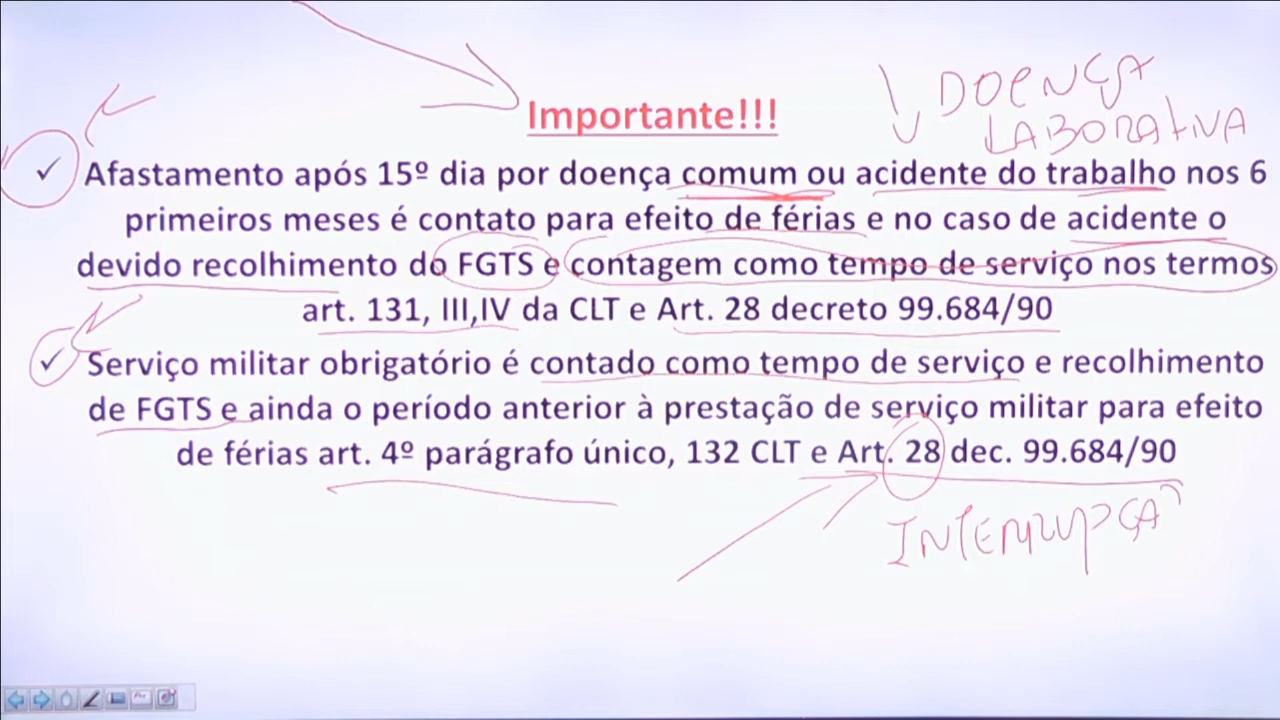 DOENÇA
LABORATIVA
Importante!!!
✓ Afastamento após 15º dia por doença comum ou acidente do trabalho nos 6
primeiros meses é contato para efeito de férias e no caso de acidente o
devido recolhimento do FGTS e contagem como tempo de serviço nos termos
art. 131, III,IV da CLT e Art. 28 decreto 99.684/90
✓ Serviço militar obrigatório é contado como tempo de serviço e recolhimento
de FGTS e ainda o período anterior à prestação de serviço militar para efeito
de férias art. 4º parágrafo único, 132 CLT e Art. 28 dec. 99.684/90